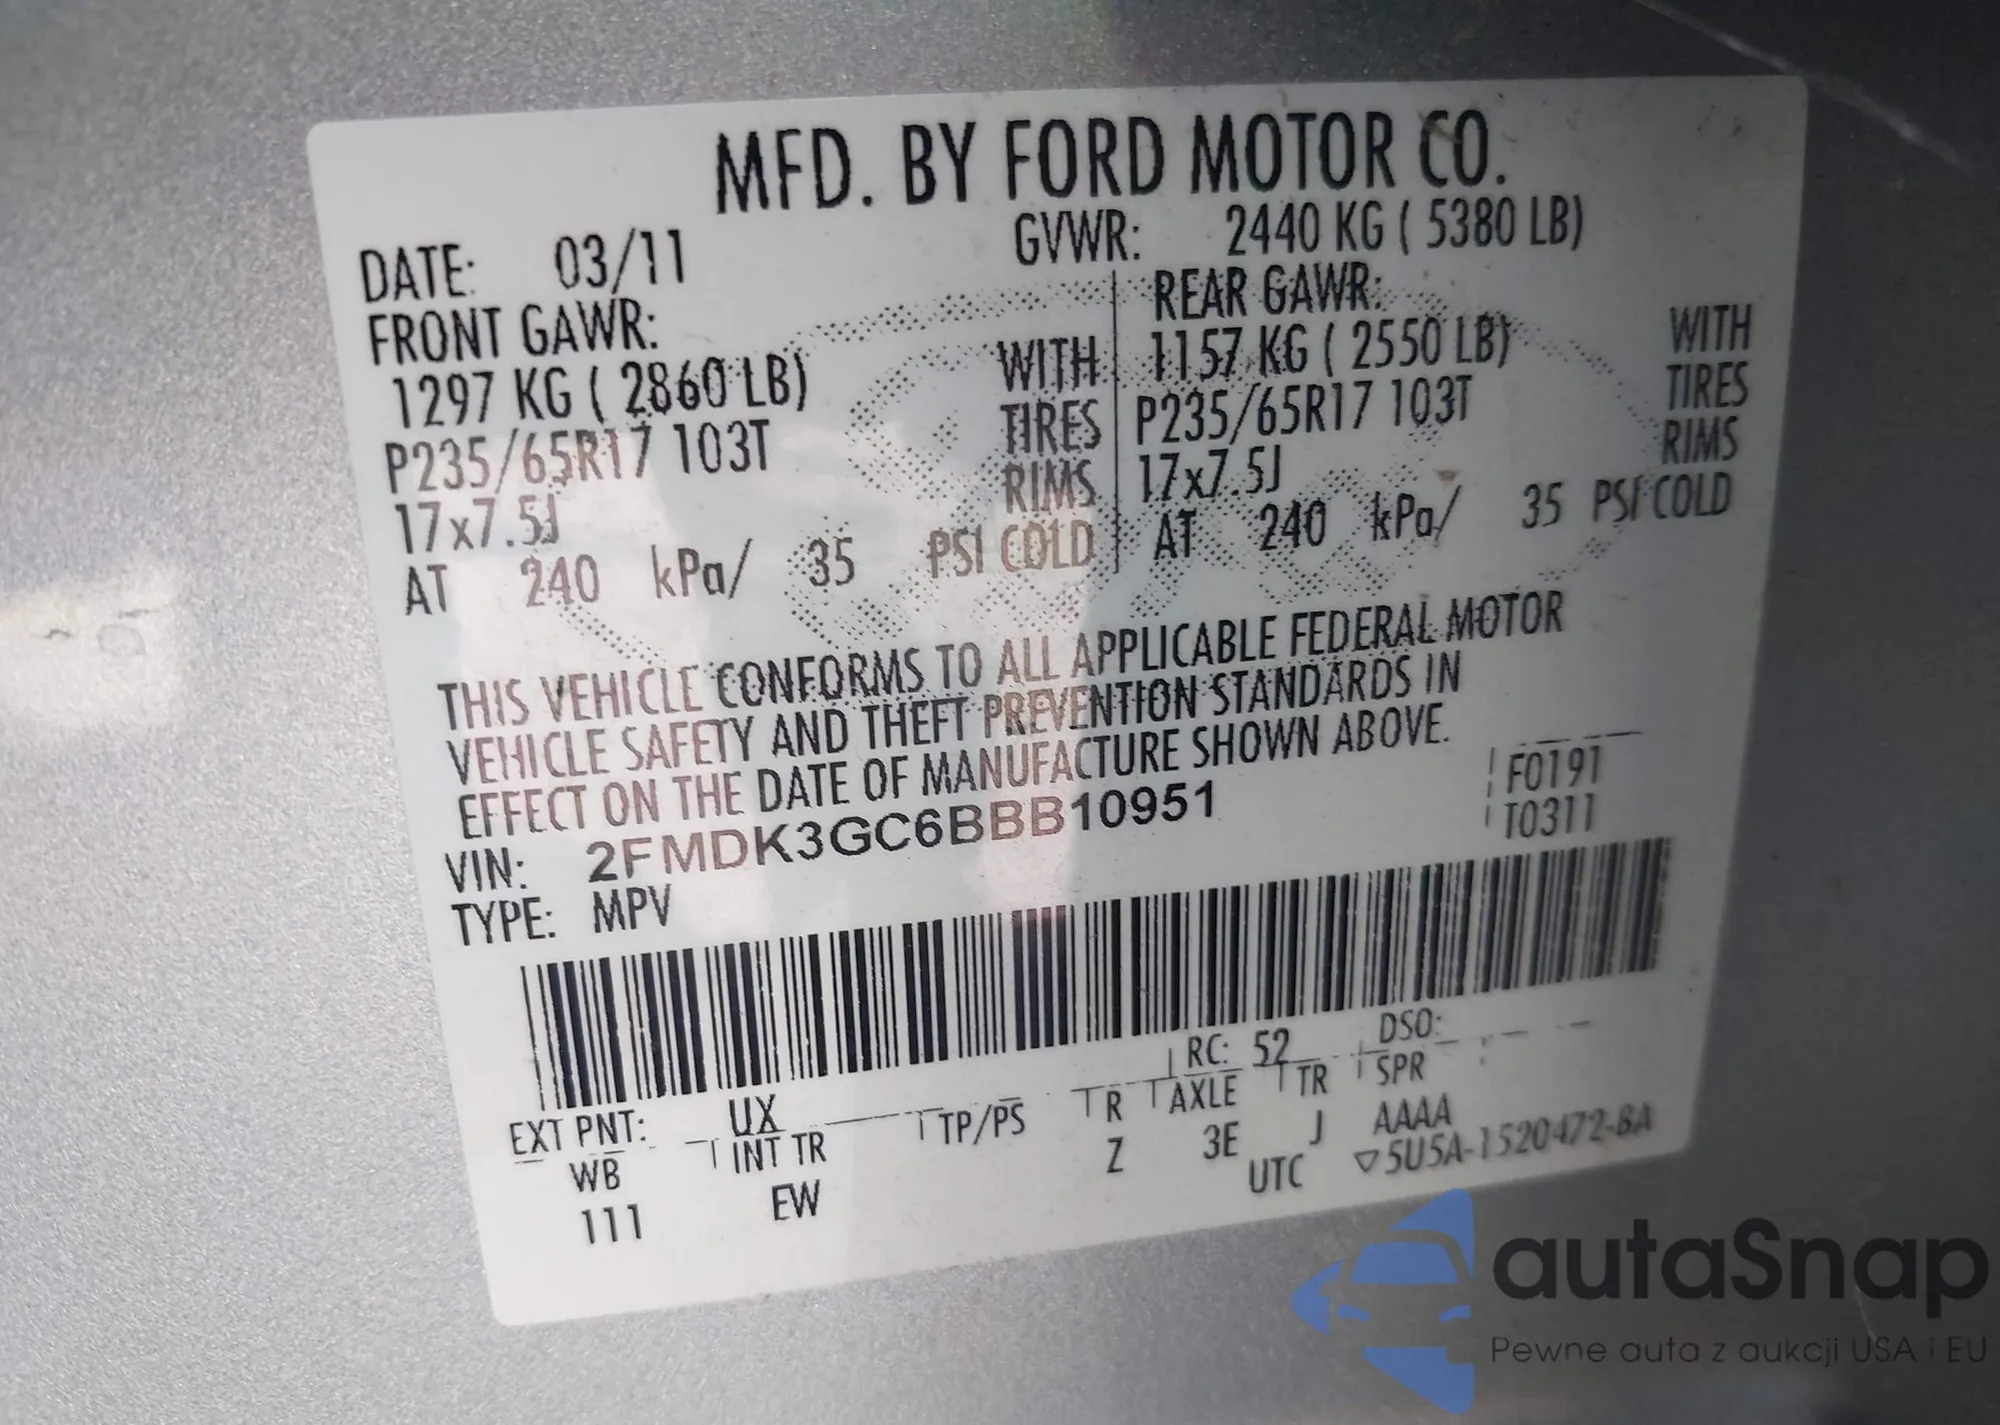 MFD. BY FORD MOTOR CO.
DATE: 03/11 GVWR: 2440 KG ( 5380 LB)
FRONT GAWR: REAR GAWR:
1297 KG ( 2860 LB) WITH 1157 KG ( 2550 LB) WITH
P235/65R17 103T TIRES P235/65R17 103T TIRES
17x7.5J RIMS 17x7.5J RIMS
AT 240 kPa/ 35 PSI COLD AT 240 kPa/ 35 PSI COLD
THIS VEHICLE CONFORMS TO ALL APPLICABLE FEDERAL MOTOR
VEHICLE SAFETY AND THEFT PREVENTION STANDARDS IN
EFFECT ON THE DATE OF MANUFACTURE SHOWN ABOVE.
F0191
VIN: 2FMDK3GC6BBB10951 T0311
TYPE: MPV
RC: 52 DSO:
EXT PNT: UX TP/PS R AXLE TR SPR
WB INT TR Z 3E J AAAA
111 EW UTC ▽5U5A-1520472-BA
autaSnap
Pewne auta z aukcji USA i EU